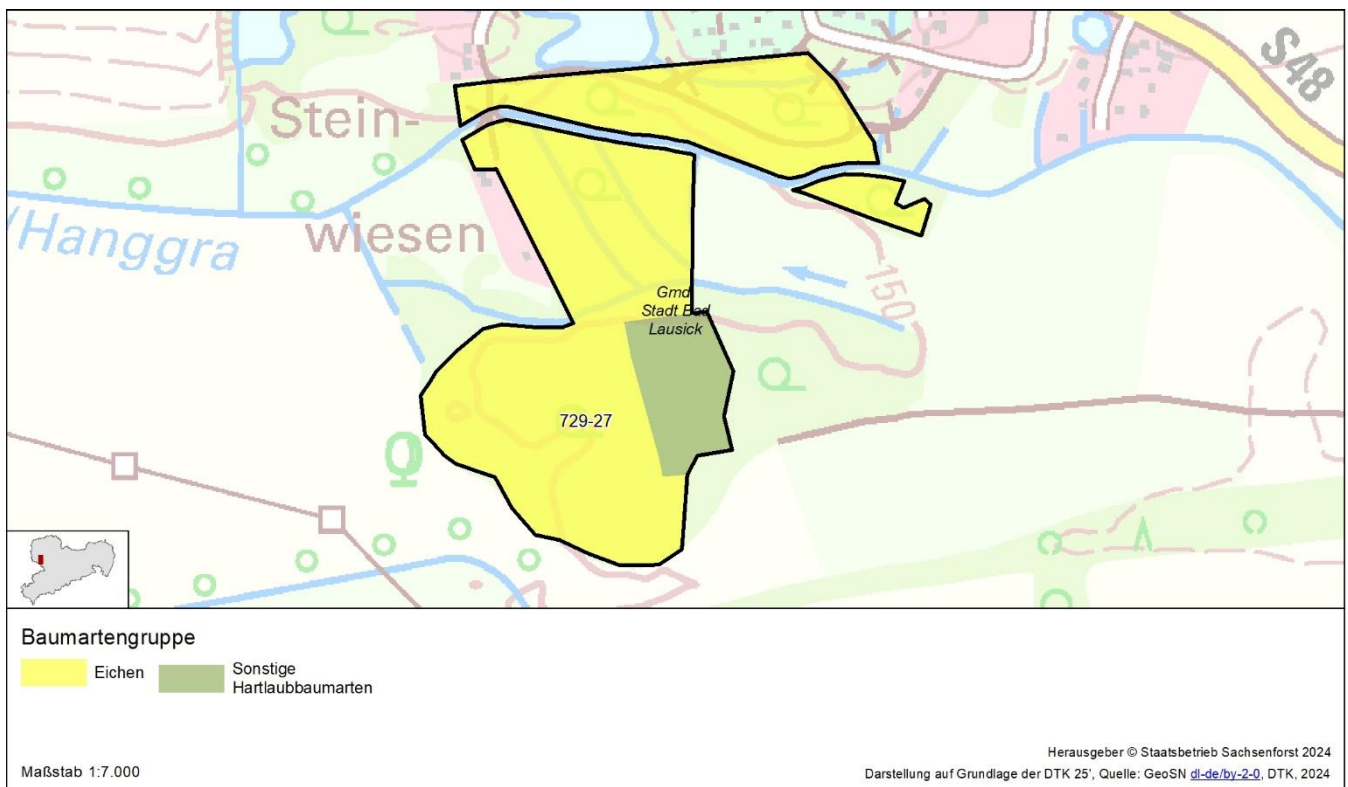 S48
Stein-
wiesen
/Hanggra
150
Gmd
Stadt Bad
Lausick
729-27
Baumartengruppe
Eichen
Sonstige
Hartlaubbaumarten
Maßstab 1:7.000
Herausgeber © Staatsbetrieb Sachsenforst 2024
Darstellung auf Grundlage der DTK 25', Quelle: GeoSN dl-de/by-2-0, DTK, 2024